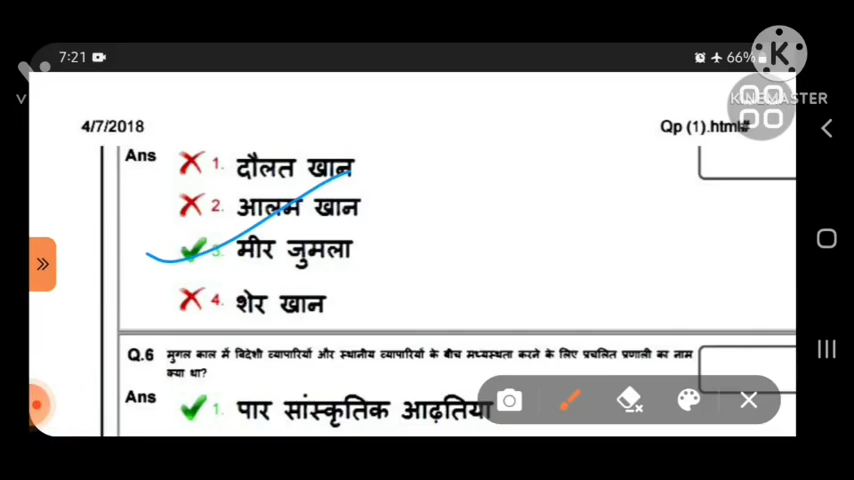 7:21
66%
KINEMASTER
4/7/2018
Qp (1).html#
Ans
1. दौलत खान
2. आलम खान
3. मीर जुमला
4. शेर खान
Q.6 मुगल काल में विदेशी व्यापारियों और स्थानीय व्यापारियों के बीच मध्यस्थता करने के लिए प्रचलित प्रणाली का नाम
क्या था?
Ans
1. पार सांस्कृतिक आढ़तिया